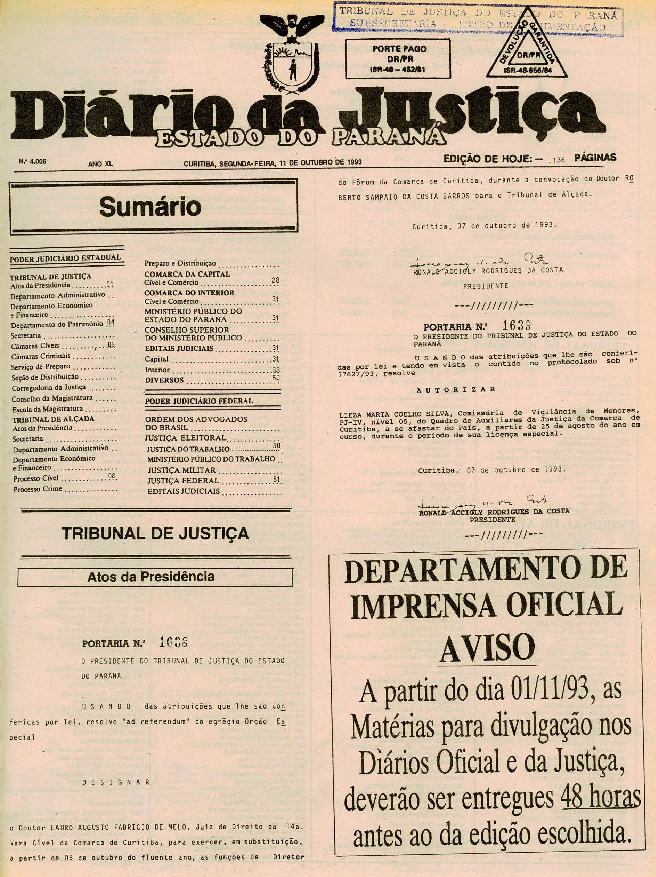 TRIBUNAL DE JUSTIÇA DO ESTADO DO PARANÁ
PORTE PAGO
DR/PR
ISR-48 - 452/81
DEVOLUÇÃO GARANTIDA
DR/PR
ISR-48-556/84
Diário da Justiça
ESTADO DO PARANÁ
N.º 4.006 ANO XL CURITIBA, SEGUNDA-FEIRA, 11 DE OUTUBRO DE 1993 EDIÇÃO DE HOJE: — 136 PÁGINAS
Sumário
PODER JUDICIÁRIO ESTADUAL
TRIBUNAL DE JUSTIÇA
Atos da Presidência 01
Departamento Administrativo
Departamento Econômico
e Financeiro
Departamento do Patrimônio
Secretaria
Câmaras Cíveis
Câmaras Criminais
Serviço de Preparo
Seção de Distribuição
Corregedoria da Justiça
Conselho da Magistratura
Escola da Magistratura
TRIBUNAL DE ALÇADA
Atos da Presidência
Secretaria
Departamento Administrativo
Departamento Econômico
e Financeiro
Processo Cível
Processo Crime
Preparo e Distribuição
COMARCA DA CAPITAL
Cível e Comércio 28
COMARCA DO INTERIOR
Cível e Comércio 31
MINISTÉRIO PÚBLICO DO
ESTADO DO PARANÁ 31
CONSELHO SUPERIOR
DO MINISTÉRIO PÚBLICO
EDITAIS JUDICIAIS 31
Capital 31
Interior
DIVERSOS
PODER JUDICIÁRIO FEDERAL
ORDEM DOS ADVOGADOS
DO BRASIL
JUSTIÇA ELEITORAL
JUSTIÇA DO TRABALHO
MINISTÉRIO PÚBLICO DO TRABALHO
JUSTIÇA MILITAR
JUSTIÇA FEDERAL
EDITAIS JUDICIAIS
TRIBUNAL DE JUSTIÇA
Atos da Presidência
PORTARIA N.º 1638
O PRESIDENTE DO TRIBUNAL DE JUSTIÇA DO ESTADO
DO PARANÁ
U S A N D O das atribuições que lhe são con
feridas por lei, resolve "ad referendum" do egrégio Órgão Es
pecial
D E S I G N A R
o Doutor LAURO AUGUSTO FABRICIO DE MELO, Juiz de Direito da 14a.
Vara Cível da Comarca de Curitiba, para exercer, em substituição,
a partir de 05 de outubro do fluente ano, as funções de Diretor
do Fórum da Comarca de Curitiba, durante a convocação do Doutor RO
BERTO SAMPAIO DA COSTA BARROS para o Tribunal de Alçada.
Curitiba, 07 de outubro de 1993.
RONALD ACCIOLY RODRIGUES DA COSTA
PRESIDENTE
---/////////---
PORTARIA N.º 1633
O PRESIDENTE DO TRIBUNAL DE JUSTIÇA DO ESTADO DO
PARANÁ
U S A N D O das atribuições que lhe são conferi-
das por lei e tendo em vista o contido no protocolado sob nº
17427/93, resolve
A U T O R I Z A R
LIEZA MARIA COELHO SILVA, Comissária de Vigilância de Menores,
PJ-IV, nível 05, do Quadro de Auxiliares da Justiça da Comarca de
Curitiba, a se afastar do País, a partir de 25 de agosto do ano em
curso, durante o período de sua licença especial.
Curitiba, 07 de outubro de 1993.
RONALD ACCIOLY RODRIGUES DA COSTA
PRESIDENTE
---/////////---
DEPARTAMENTO DE
IMPRENSA OFICIAL
AVISO
A partir do dia 01/11/93, as
Matérias para divulgação nos
Diários Oficial e da Justiça,
deverão ser entregues 48 horas
antes ao da edição escolhida.